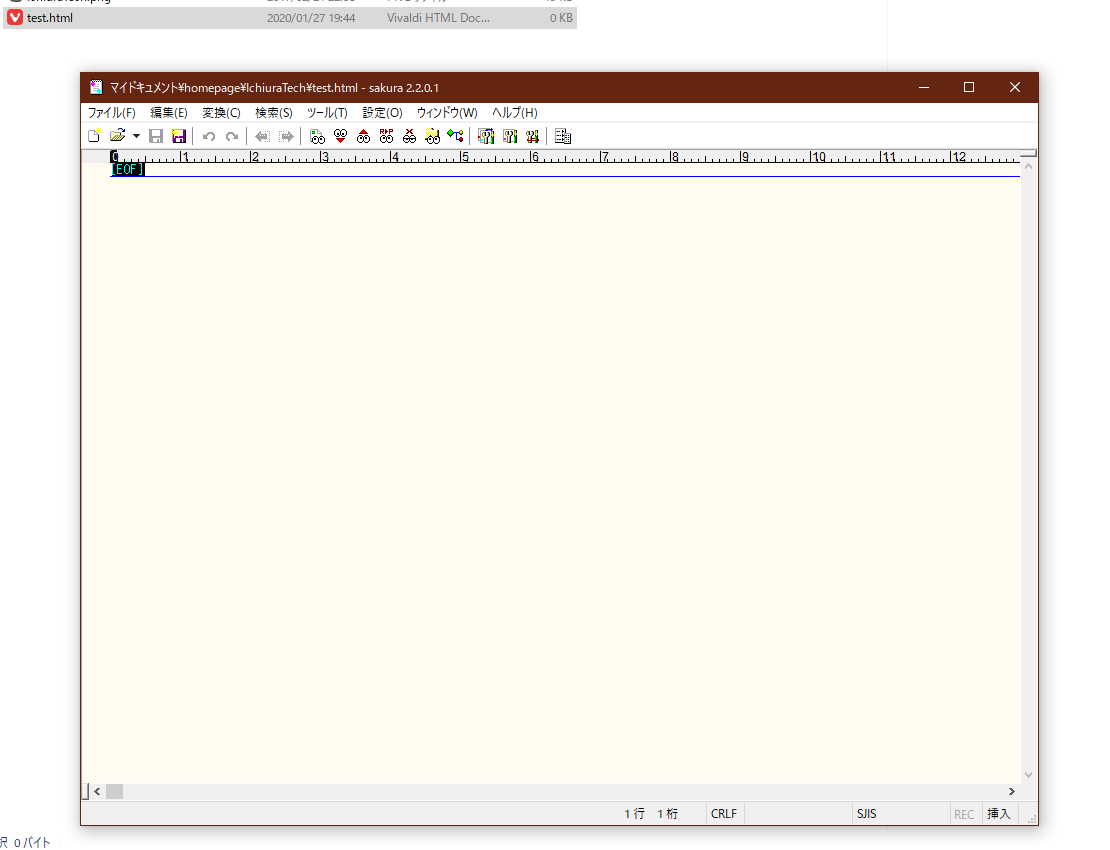 test.html 2020/01/27 19:44 Vivaldi HTML Doc... 0 KB
マイドキュメント¥homepage¥IchiuraTech¥test.html - sakura 2.2.0.1
ファイル(F) 編集(E) 変換(C) 検索(S) ツール(T) 設定(O) ウィンドウ(W) ヘルプ(H)
0 1 2 3 4 5 6 7 8 9 10 11 12
[EOF]
1 行 1 桁 CRLF SJIS REC 挿入
択 0 バイト